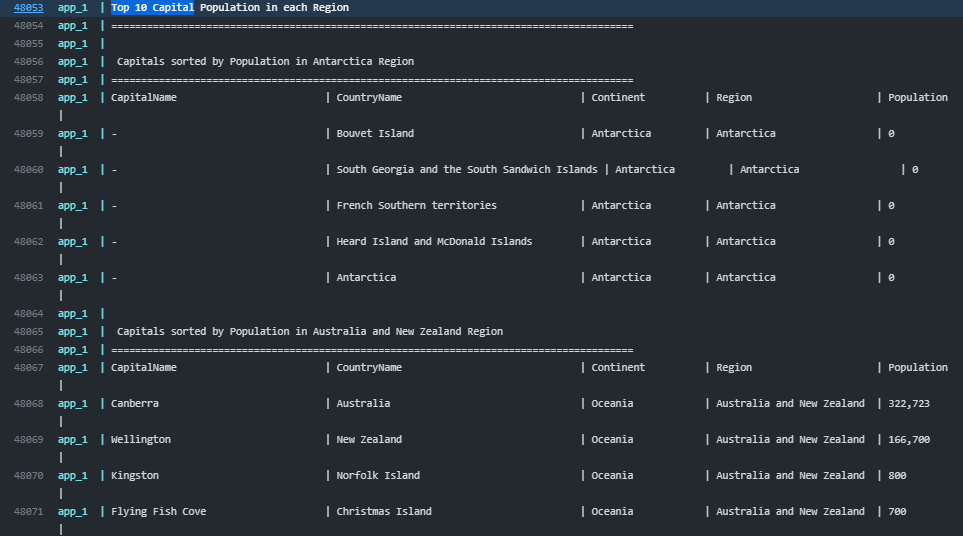 48053 app_1 | Top 10 Capital Population in each Region
48054 app_1 | ========================================================================================
48055 app_1 |
48056 app_1 | Capitals sorted by Population in Antarctica Region
48057 app_1 | ========================================================================================
48058 app_1 | CapitalName | CountryName | Continent | Region | Population
|
48059 app_1 | - | Bouvet Island | Antarctica | Antarctica | 0
|
48060 app_1 | - | South Georgia and the South Sandwich Islands | Antarctica | Antarctica | 0
|
48061 app_1 | - | French Southern territories | Antarctica | Antarctica | 0
|
48062 app_1 | - | Heard Island and McDonald Islands | Antarctica | Antarctica | 0
|
48063 app_1 | - | Antarctica | Antarctica | Antarctica | 0
|
48064 app_1 |
48065 app_1 | Capitals sorted by Population in Australia and New Zealand Region
48066 app_1 | ========================================================================================
48067 app_1 | CapitalName | CountryName | Continent | Region | Population
|
48068 app_1 | Canberra | Australia | Oceania | Australia and New Zealand | 322,723
|
48069 app_1 | Wellington | New Zealand | Oceania | Australia and New Zealand | 166,700
|
48070 app_1 | Kingston | Norfolk Island | Oceania | Australia and New Zealand | 800
|
48071 app_1 | Flying Fish Cove | Christmas Island | Oceania | Australia and New Zealand | 700
|